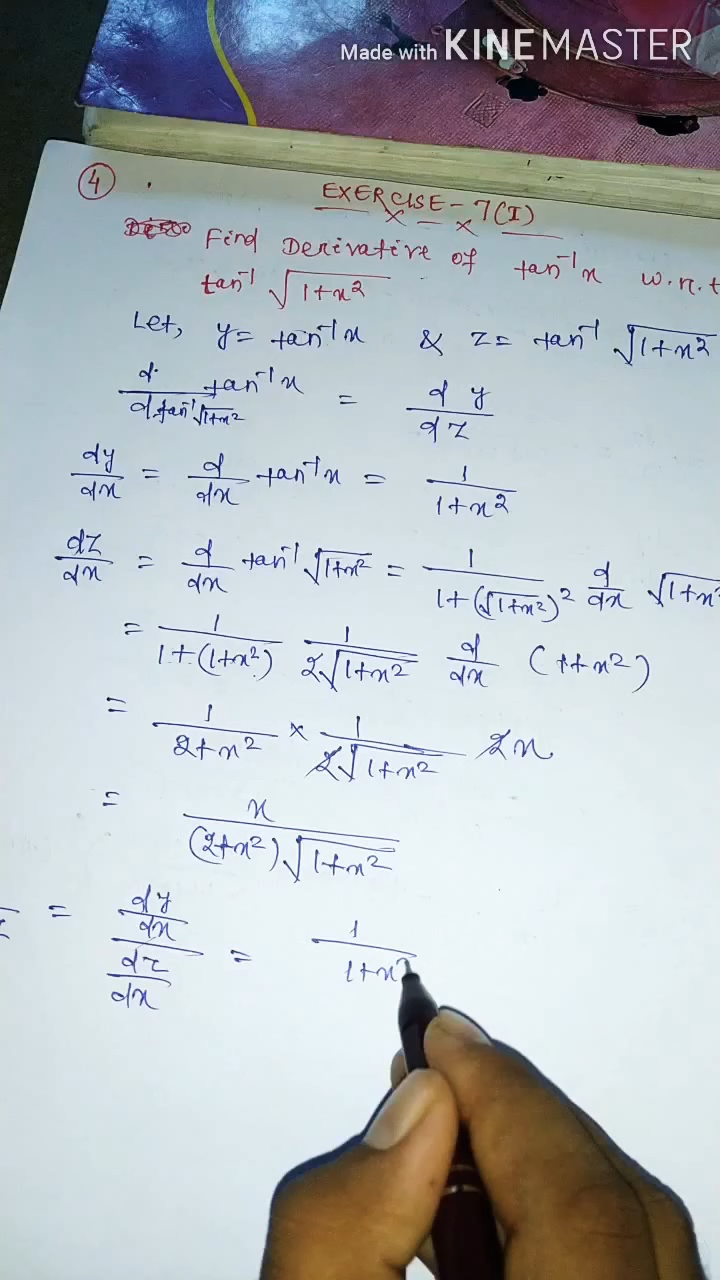 Made with KINEMASTER
④
EXERCISE - 7(I)
Find Derivative of tan⁻¹x w.r.t
tan⁻¹ √(1+x²)
Let, y = tan⁻¹x & z = tan⁻¹ √(1+x²)
d/(d tan⁻¹√(1+x²)) tan⁻¹x = dy/dz
dy/dx = d/dx tan⁻¹x = 1/(1+x²)
dz/dx = d/dx tan⁻¹ √(1+x²) = 1/(1+(√(1+x²))²) d/dx √(1+x²
= 1/(1+(1+x²)) 1/(2√(1+x²)) d/dx (1+x²)
= 1/(2+x²) × 1/(2√(1+x²)) 2x
= x/((2+x²)√(1+x²))
= (dy/dx)/(dz/dx) = 1/(1+x²